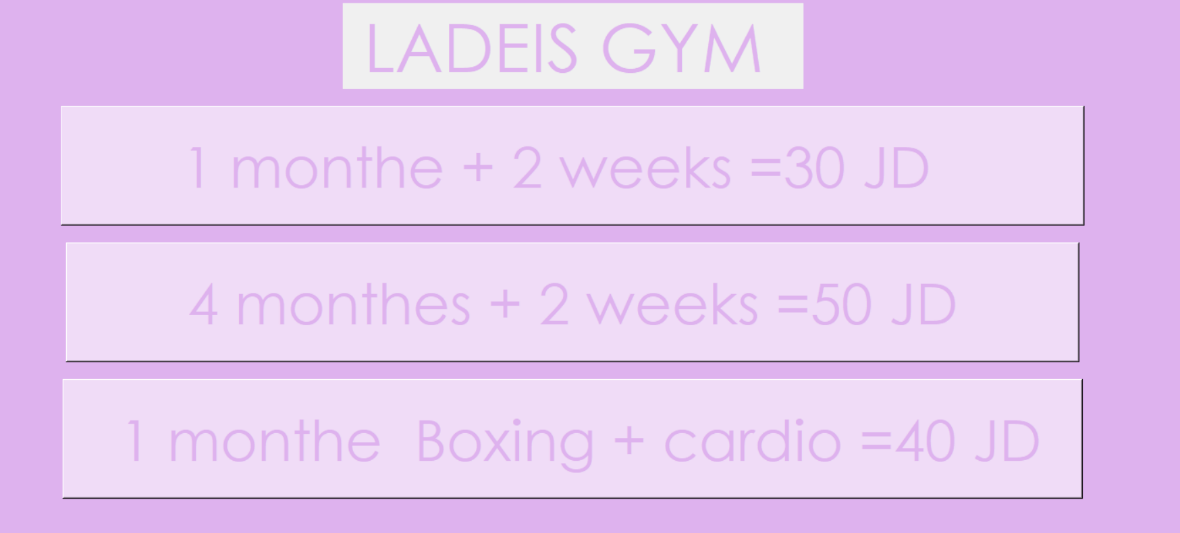 LADEIS GYM
1 monthe + 2 weeks =30 JD
4 monthes + 2 weeks =50 JD
1 monthe  Boxing + cardio =40 JD